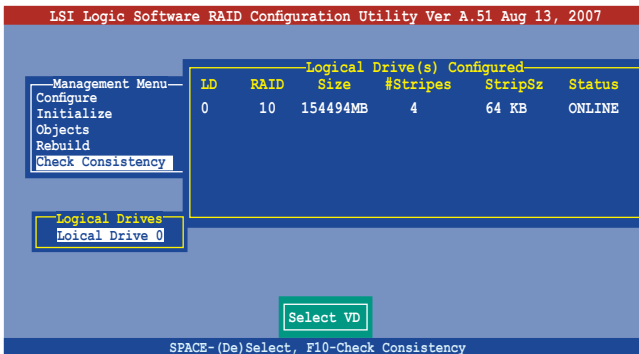 LSI Logic Software RAID Configuration Utility Ver A.51 Aug 13, 2007
Logical Drive(s) Configured
LD RAID Size #Stripes StripSz Status
0 10 154494MB 4 64 KB ONLINE
Management Menu
Configure
Initialize
Objects
Rebuild
Check Consistency
Logical Drives
Loical Drive 0
Select VD
SPACE-(De)Select, F10-Check Consistency